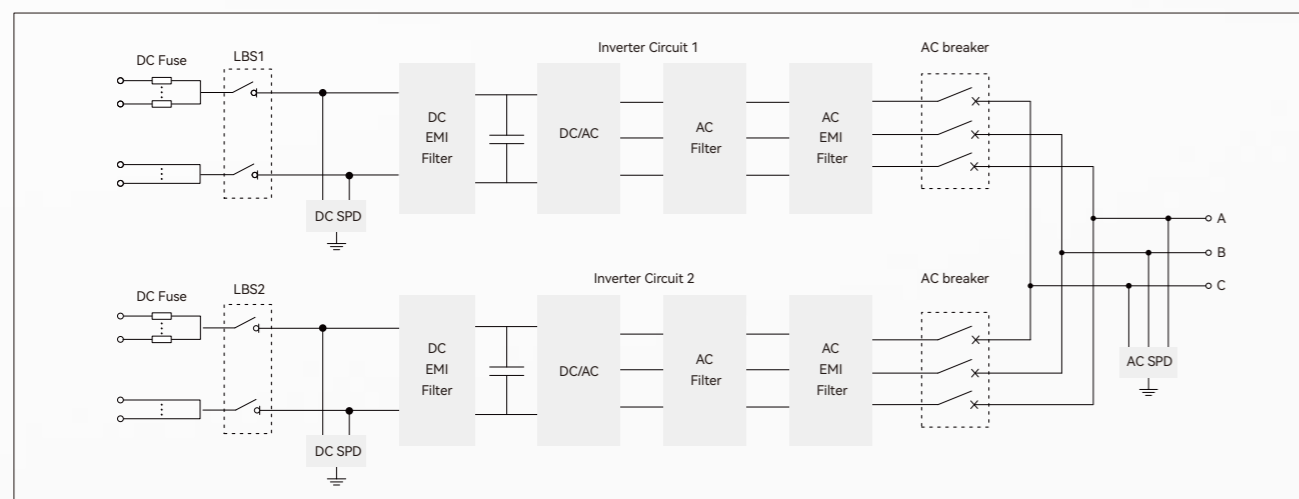 Inverter Circuit 1
AC breaker
DC Fuse
LBS1
DC
EMI
Filter
DC/AC
AC
Filter
AC
EMI
Filter
DC SPD
A
B
C
Inverter Circuit 2
AC breaker
DC Fuse
LBS2
DC
EMI
Filter
DC/AC
AC
Filter
AC
EMI
Filter
AC SPD
DC SPD